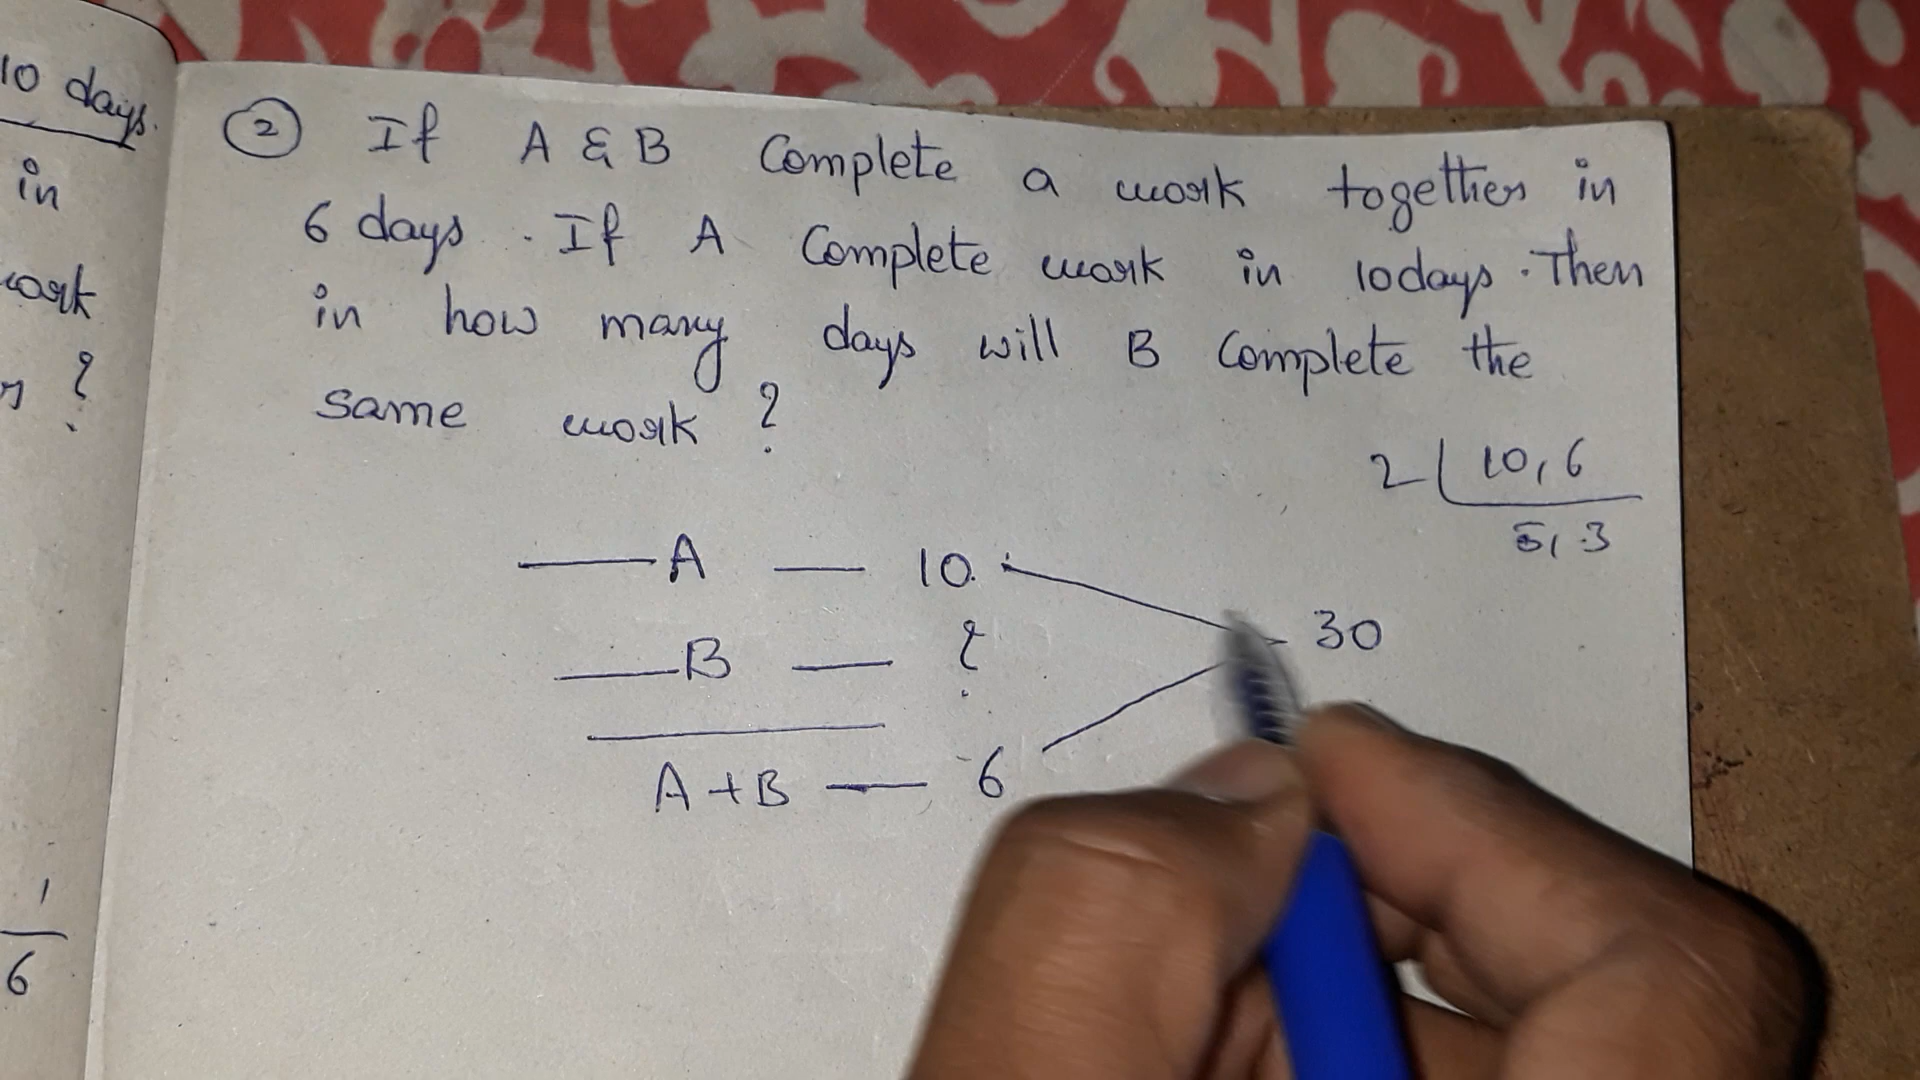 10 days.
in
work
?
1
6
② If A & B Complete a work together in
6 days . If A Complete work in 10days . Then
in how many days will B Complete the
same work ?
2 | 10, 6
5, 3
— A — 10
— B — ?
A + B — 6
30